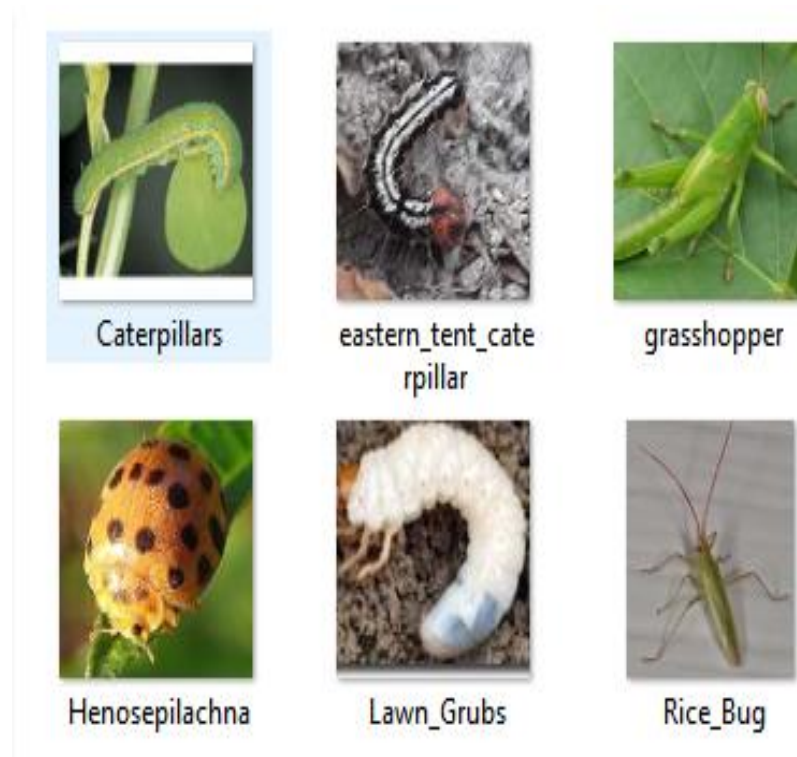 Caterpillars
eastern_tent_cate
rpillar
grasshopper
Henosepilachna
Lawn_Grubs
Rice_Bug